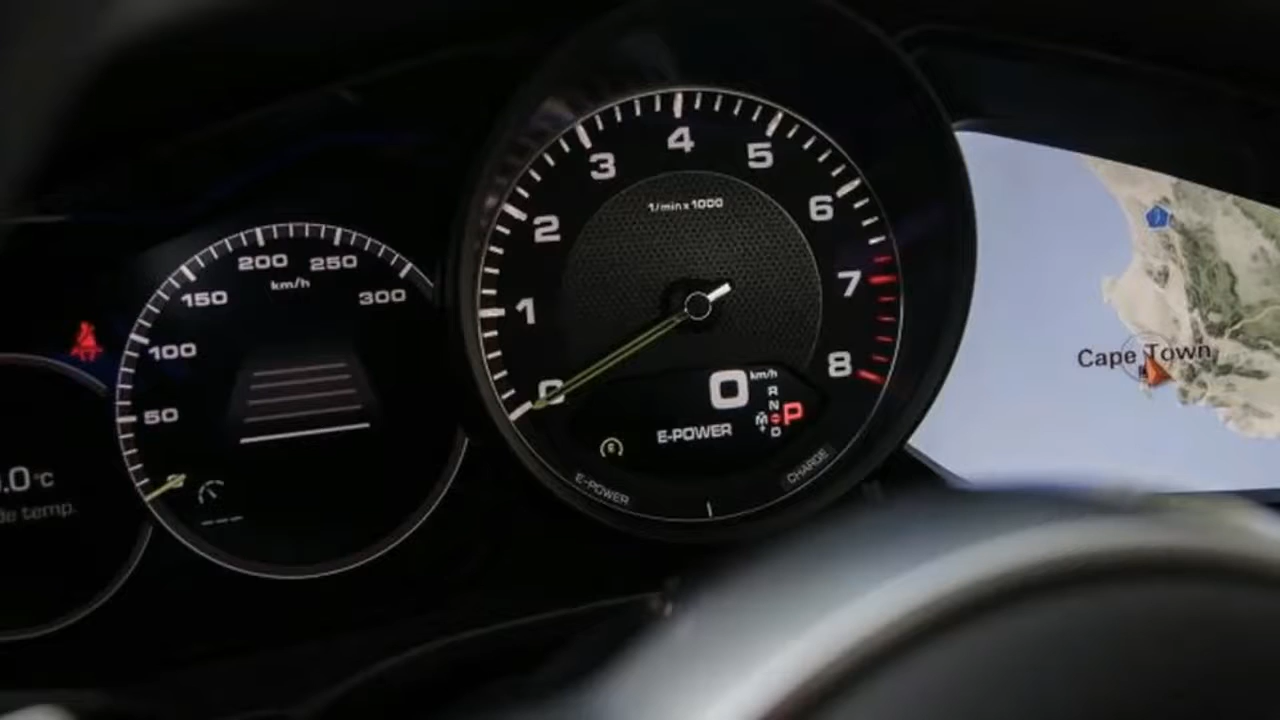 .0°C
de temp.
50
100
150
200
250
300
km/h
0
1
2
3
4
5
6
7
8
1/min x 1000
0 km/h
R
N
D
M
P
E-POWER
E-POWER
CHARGE
Cape Town